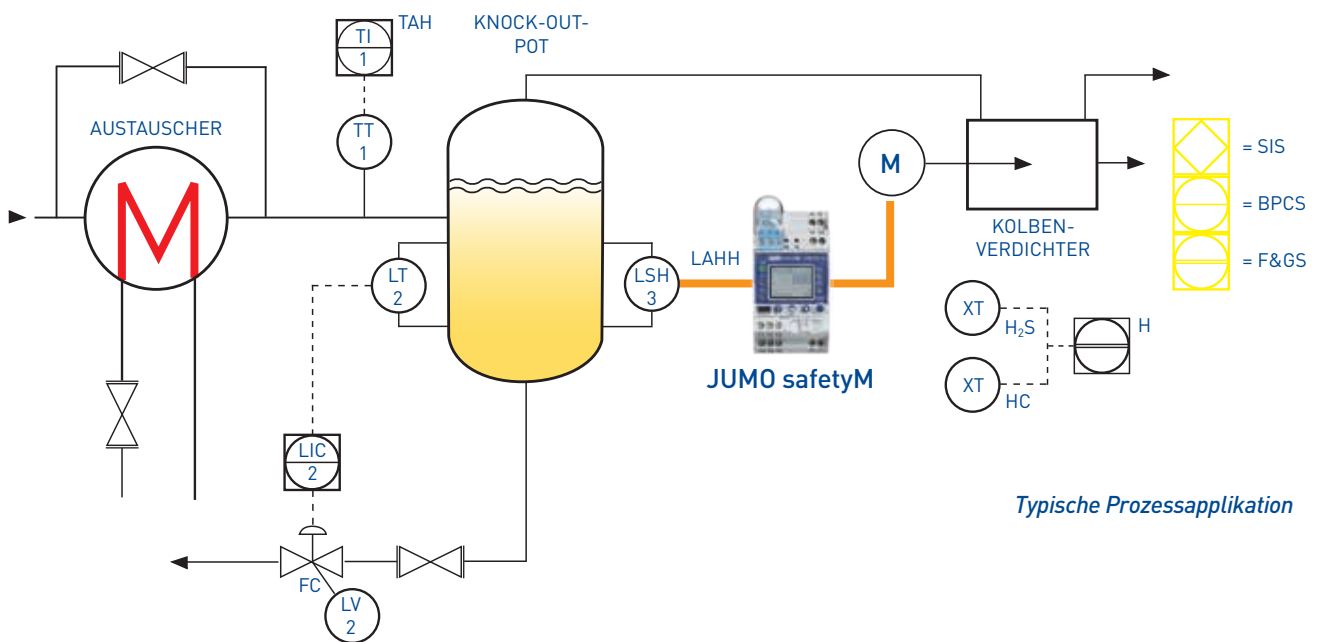 TAH
KNOCK-OUT-
POT
TI
1
AUSTAUSCHER
TT
1
M
= SIS
= BPCS
= F&GS
KOLBEN-
VERDICHTER
LT
2
LSH
3
LAHH
JUMO safetyM
XT
H₂S
H
XT
HC
LIC
2
Typische Prozessapplikation
FC
LV
2